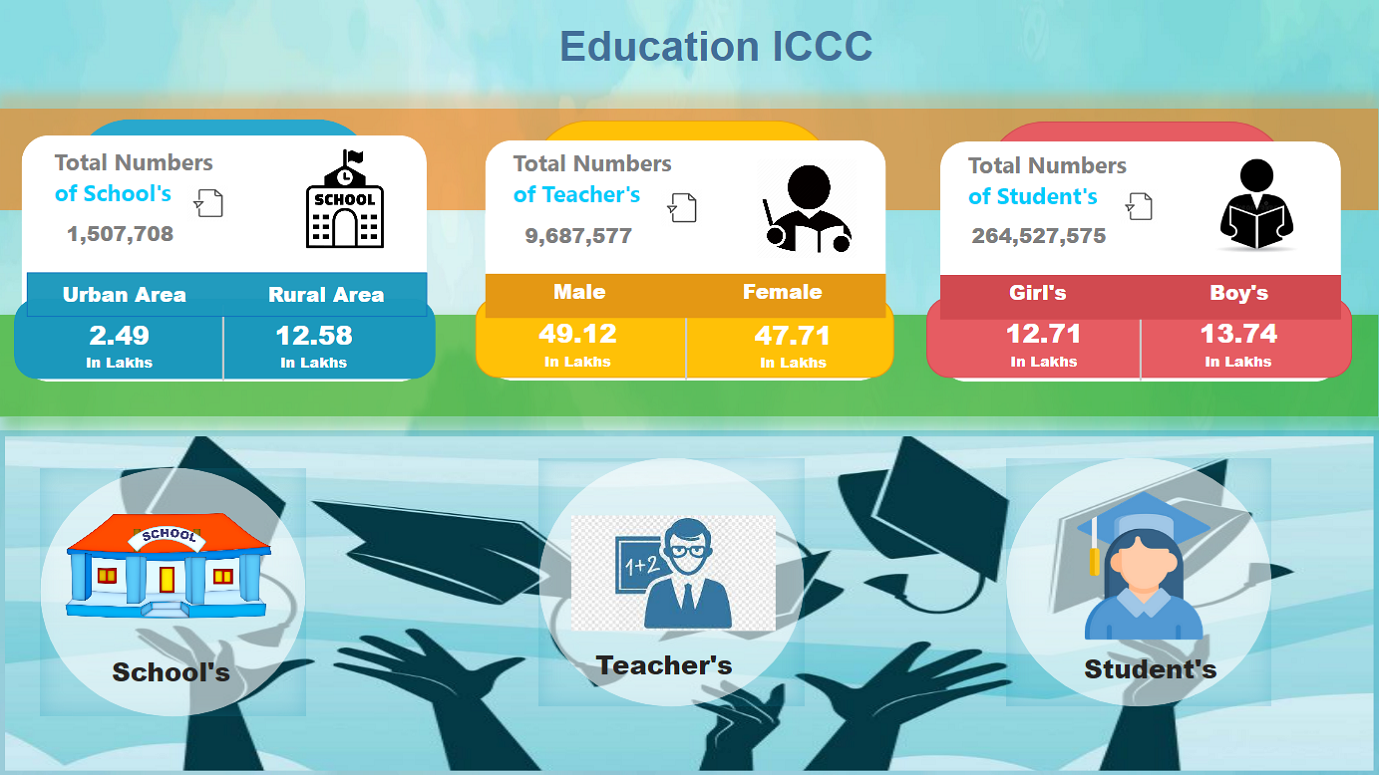 Education ICCC
Total Numbers
of School's
1,507,708
SCHOOL
Urban Area
Rural Area
2.49
In Lakhs
12.58
In Lakhs
Total Numbers
of Teacher's
9,687,577
Male
Female
49.12
In Lakhs
47.71
In Lakhs
Total Numbers
of Student's
264,527,575
Girl's
Boy's
12.71
In Lakhs
13.74
In Lakhs
SCHOOL
School's
1+2
Teacher's
Student's